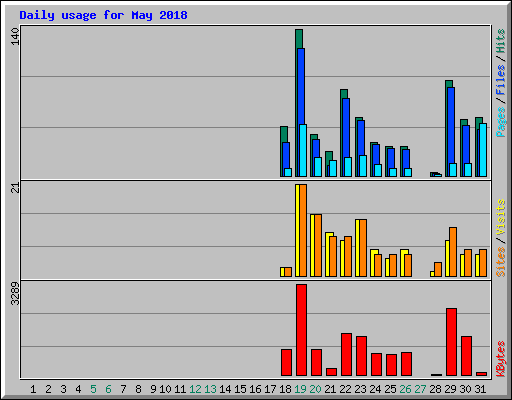 Daily usage for May 2018
140
Pages / Files / Hits
21
Sites / Visits
3289
KBytes
1 2 3 4 5 6 7 8 9 10 11 12 13 14 15 16 17 18 19 20 21 22 23 24 25 26 27 28 29 30 31